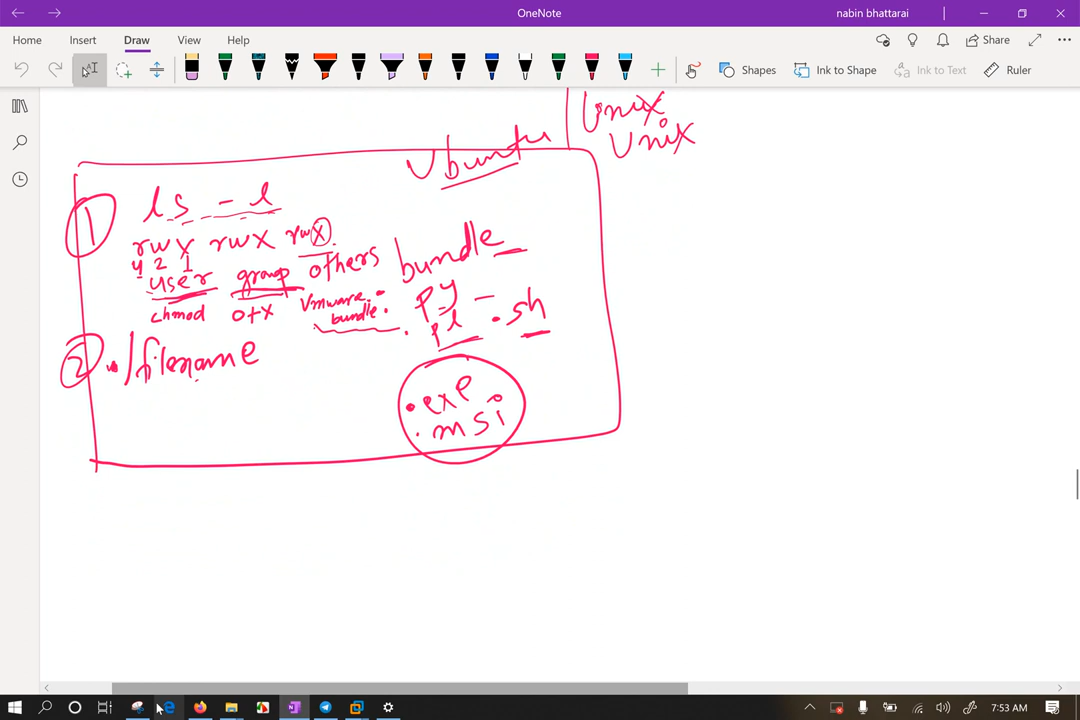 OneNote
nabin bhattarai
Home Insert Draw View Help
Share
Shapes Ink to Shape Ink to Text Ruler
Unix
Unix
Ubuntu
1 ls -l
rwx rwx rwx
4 2 1
user group others bundle
chmod o+x vmware. bundle. .py
.pl .sh
2 ./filename
.exe
.msi
7:53 AM